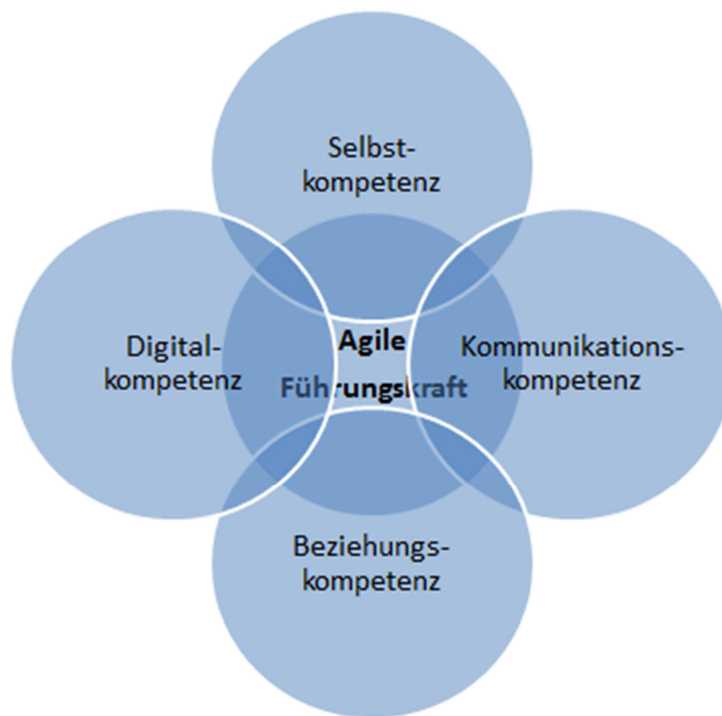 Selbst-
kompetenz
Digital-
kompetenz
Agile
Führungskraft
Kommunikations-
kompetenz
Beziehungs-
kompetenz